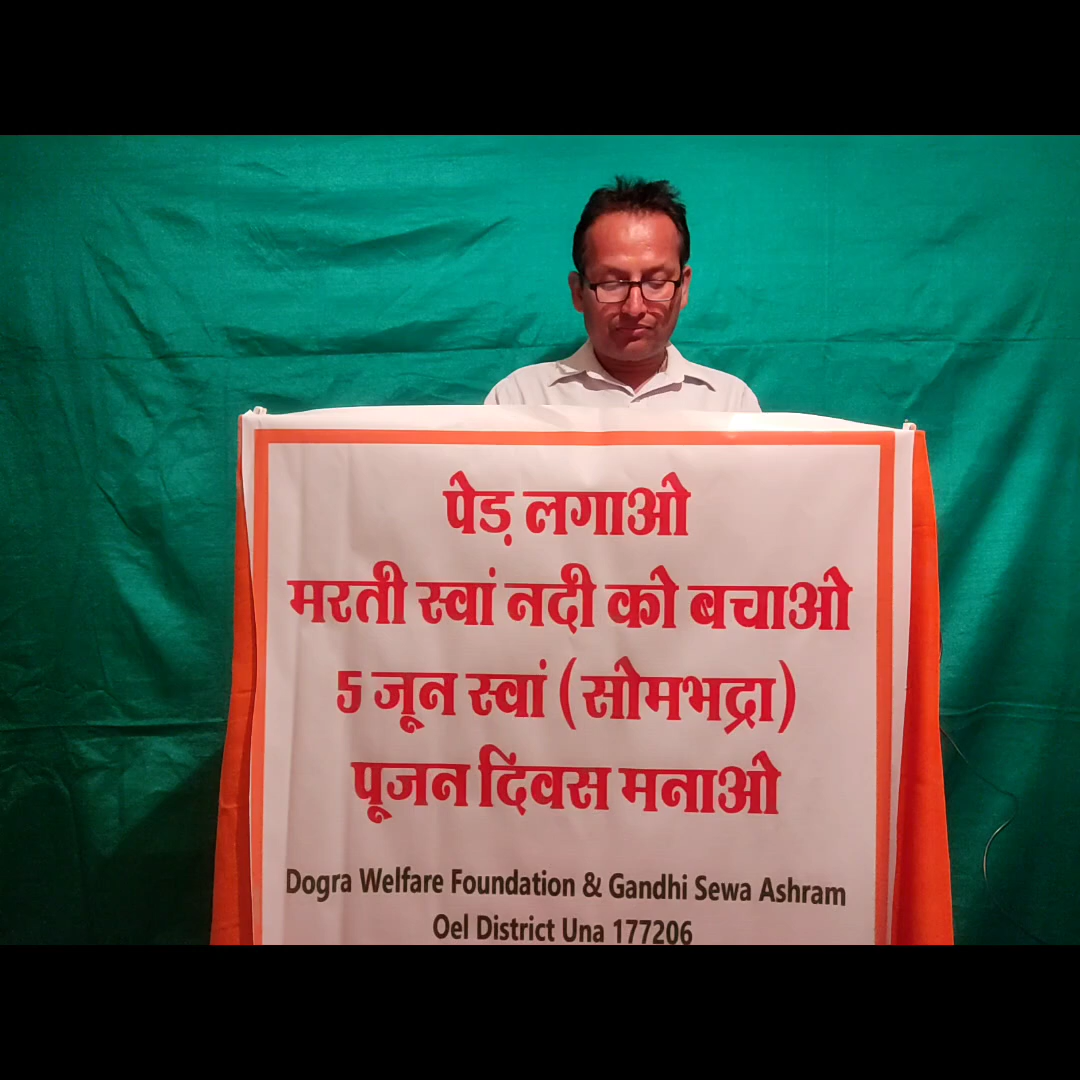 पेड़ लगाओ
मरती स्वां नदी को बचाओ
5 जून स्वां (सोमभद्रा)
पूजन दिवस मनाओ
Dogra Welfare Foundation & Gandhi Sewa Ashram
Oel District Una 177206